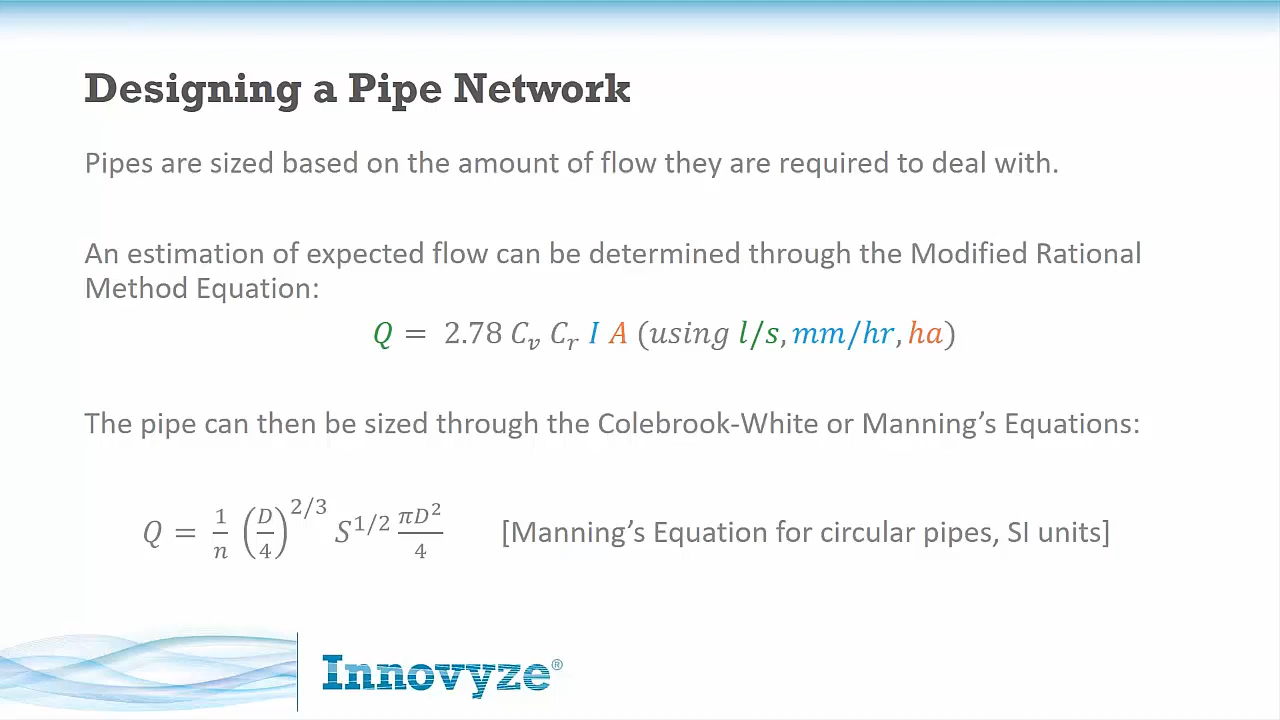 Designing a Pipe Network
Pipes are sized based on the amount of flow they are required to deal with.
An estimation of expected flow can be determined through the Modified Rational
Method Equation:
Q = 2.78 Cᵥ Cᵣ I A (using l/s, mm/hr, ha)
The pipe can then be sized through the Colebrook-White or Manning’s Equations:
Q = 1/n (D/4)^2/3 S^1/2 πD²/4 [Manning’s Equation for circular pipes, SI units]
Innovyze®